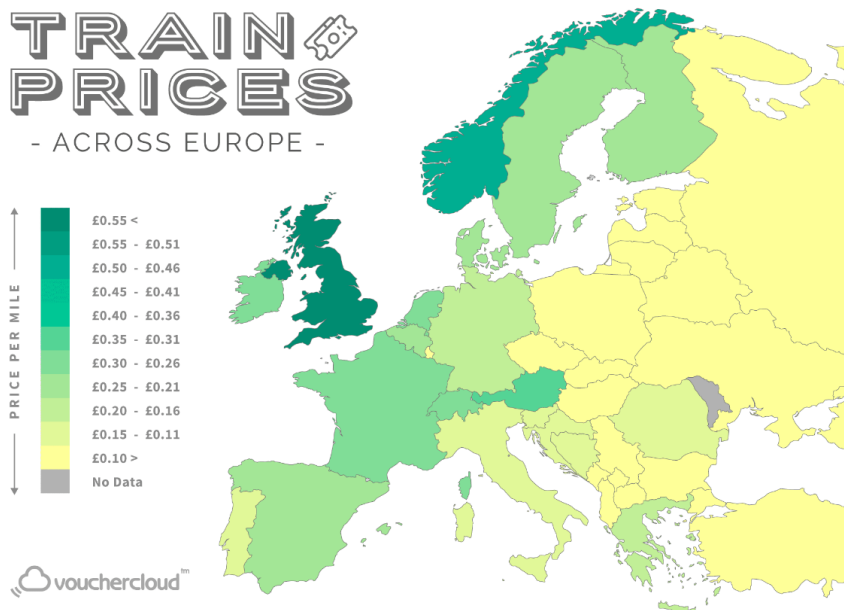 TRAIN
PRICES
- ACROSS EUROPE -
PRICE PER MILE
£0.55 <
£0.55 - £0.51
£0.50 - £0.46
£0.45 - £0.41
£0.40 - £0.36
£0.35 - £0.31
£0.30 - £0.26
£0.25 - £0.21
£0.20 - £0.16
£0.15 - £0.11
£0.10 >
No Data
vouchercloud™